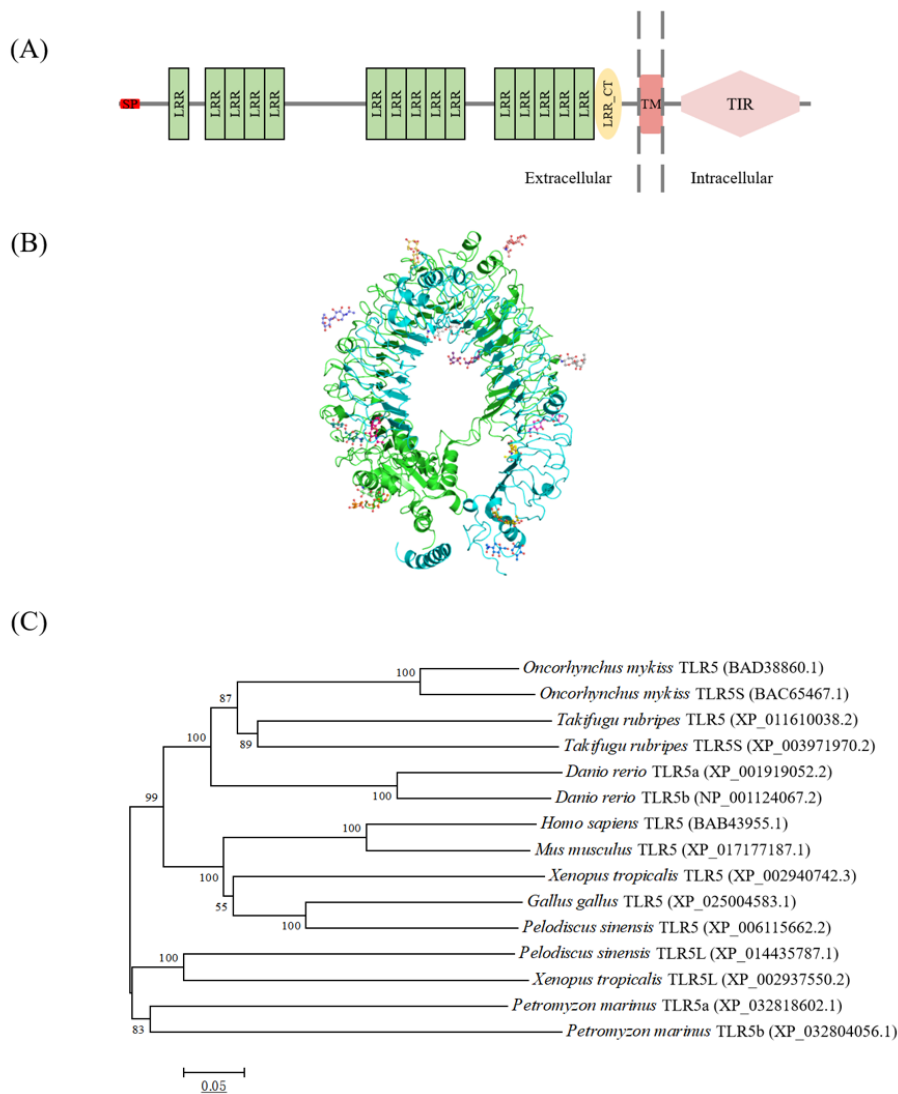 (A)
SP LRR LRR LRR LRR LRR LRR LRR LRR LRR LRR LRR LRR LRR LRR LRR LRR_CT TM TIR
Extracellular Intracellular
(B)
(C)
100 Oncorhynchus mykiss TLR5 (BAD38860.1)
87 Oncorhynchus mykiss TLR5S (BAC65467.1)
Takifugu rubripes TLR5 (XP_011610038.2)
100 89 Takifugu rubripes TLR5S (XP_003971970.2)
Danio rerio TLR5a (XP_001919052.2)
99 100 Danio rerio TLR5b (NP_001124067.2)
100 Homo sapiens TLR5 (BAB43955.1)
Mus musculus TLR5 (XP_017177187.1)
100 Xenopus tropicalis TLR5 (XP_002940742.3)
55 Gallus gallus TLR5 (XP_025004583.1)
100 Pelodiscus sinensis TLR5 (XP_006115662.2)
100 Pelodiscus sinensis TLR5L (XP_014435787.1)
Xenopus tropicalis TLR5L (XP_002937550.2)
Petromyzon marinus TLR5a (XP_032818602.1)
83 Petromyzon marinus TLR5b (XP_032804056.1)
0.05